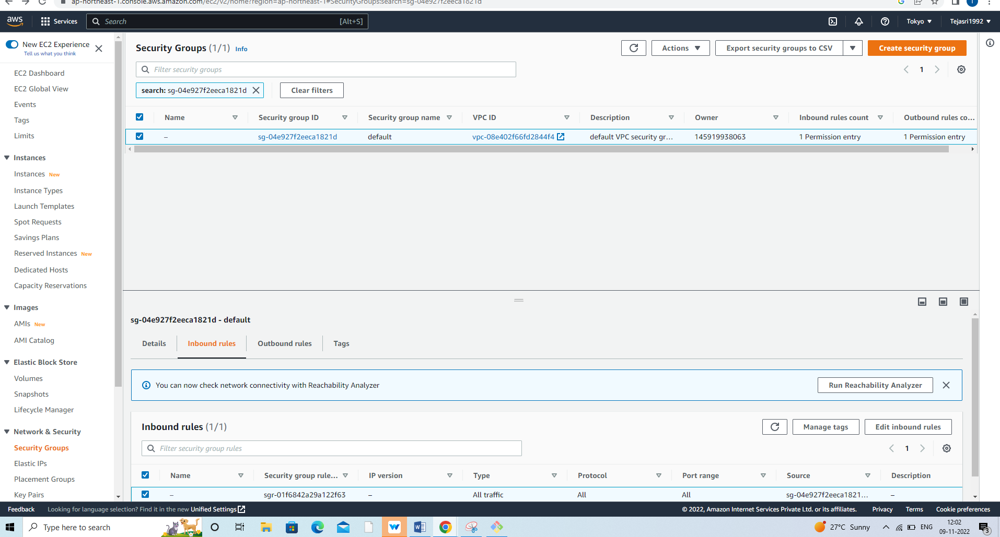 ap-northeast-1.console.aws.amazon.com/ec2/v2/home?region=ap-northeast-1#SecurityGroups:search=sg-04e927f2eeca1821d
aws Services Search [Alt+S] Tokyo Tejasri1992
New EC2 Experience
Tell us what you think
EC2 Dashboard
EC2 Global View
Events
Tags
Limits
Instances
Instances New
Instance Types
Launch Templates
Spot Requests
Savings Plans
Reserved Instances New
Dedicated Hosts
Capacity Reservations
Images
AMIs New
AMI Catalog
Elastic Block Store
Volumes
Snapshots
Lifecycle Manager
Network & Security
Security Groups
Elastic IPs
Placement Groups
Key Pairs
Security Groups (1/1) Info Actions Export security groups to CSV Create security group
Filter security groups 1
search: sg-04e927f2eeca1821d Clear filters
Name Security group ID Security group name VPC ID Description Owner Inbound rules count Outbound rules co...
– sg-04e927f2eeca1821d default vpc-08e402f66fd2844f4 default VPC security gr... 145919938063 1 Permission entry 1 Permission entry
sg-04e927f2eeca1821d - default
Details Inbound rules Outbound rules Tags
You can now check network connectivity with Reachability Analyzer Run Reachability Analyzer
Inbound rules (1/1) Manage tags Edit inbound rules
Filter security group rules 1
Name Security group rule... IP version Type Protocol Port range Source Description
– sgr-01f6842a29a122f63 – All traffic All All sg-04e927f2eeca1821... –
Feedback Looking for language selection? Find it in the new Unified Settings © 2022, Amazon Internet Services Private Ltd. or its affiliates. Privacy Terms Cookie preferences
Type here to search 27°C Sunny ENG 12:02
09-11-2022 3